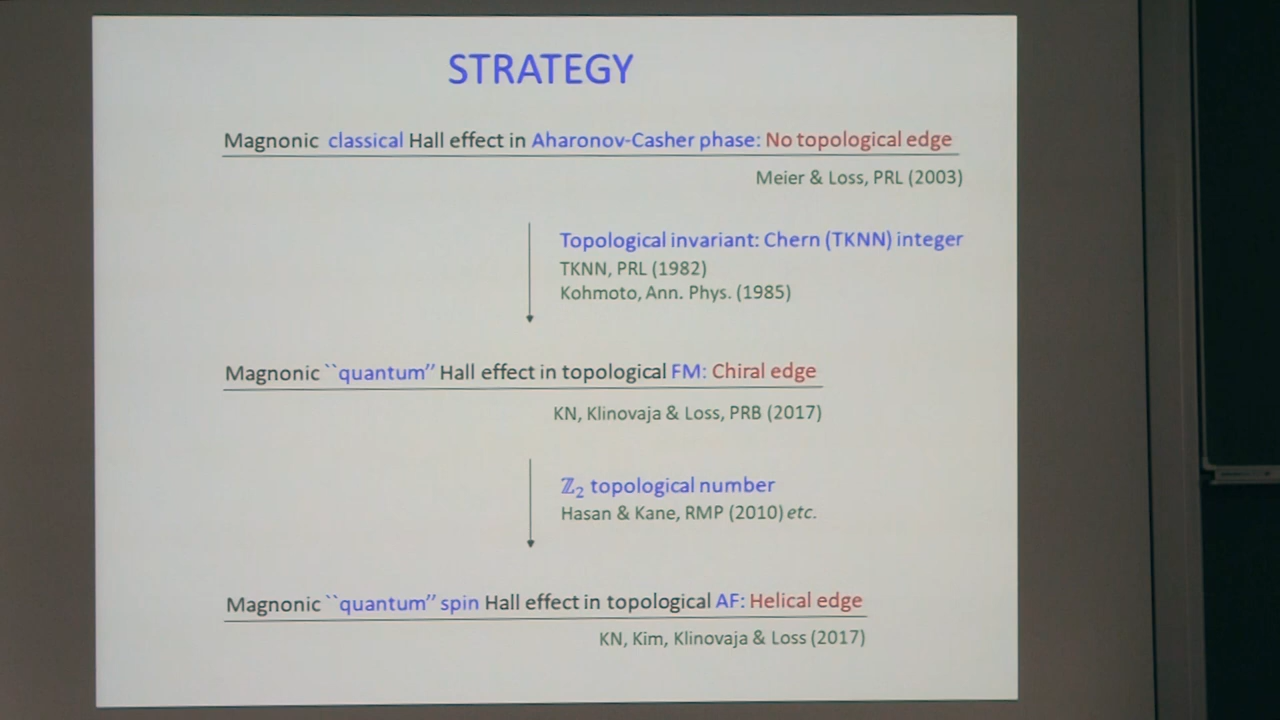 STRATEGY
Magnonic classical Hall effect in Aharonov-Casher phase: No topological edge
Meier & Loss, PRL (2003)
Topological invariant: Chern (TKNN) integer
TKNN, PRL (1982)
Kohmoto, Ann. Phys. (1985)
Magnonic ``quantum'' Hall effect in topological FM: Chiral edge
KN, Klinovaja & Loss, PRB (2017)
ℤ₂ topological number
Hasan & Kane, RMP (2010) etc.
Magnonic ``quantum'' spin Hall effect in topological AF: Helical edge
KN, Kim, Klinovaja & Loss (2017)